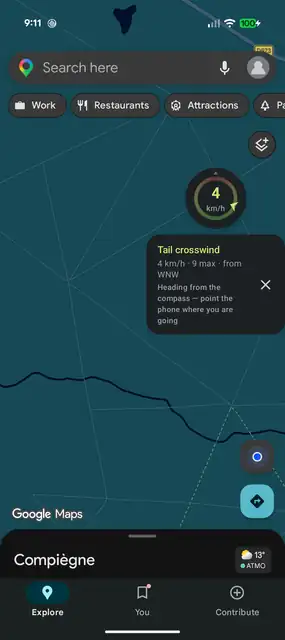 9:11
100
D973
Search here
Work
Restaurants
Attractions
Pa
4
km/h
Tail crosswind
4 km/h · 9 max · from
WNW
Heading from the
compass — point the
phone where you are
going
Google Maps
Compiègne
13°
ATMO
Explore
You
Contribute